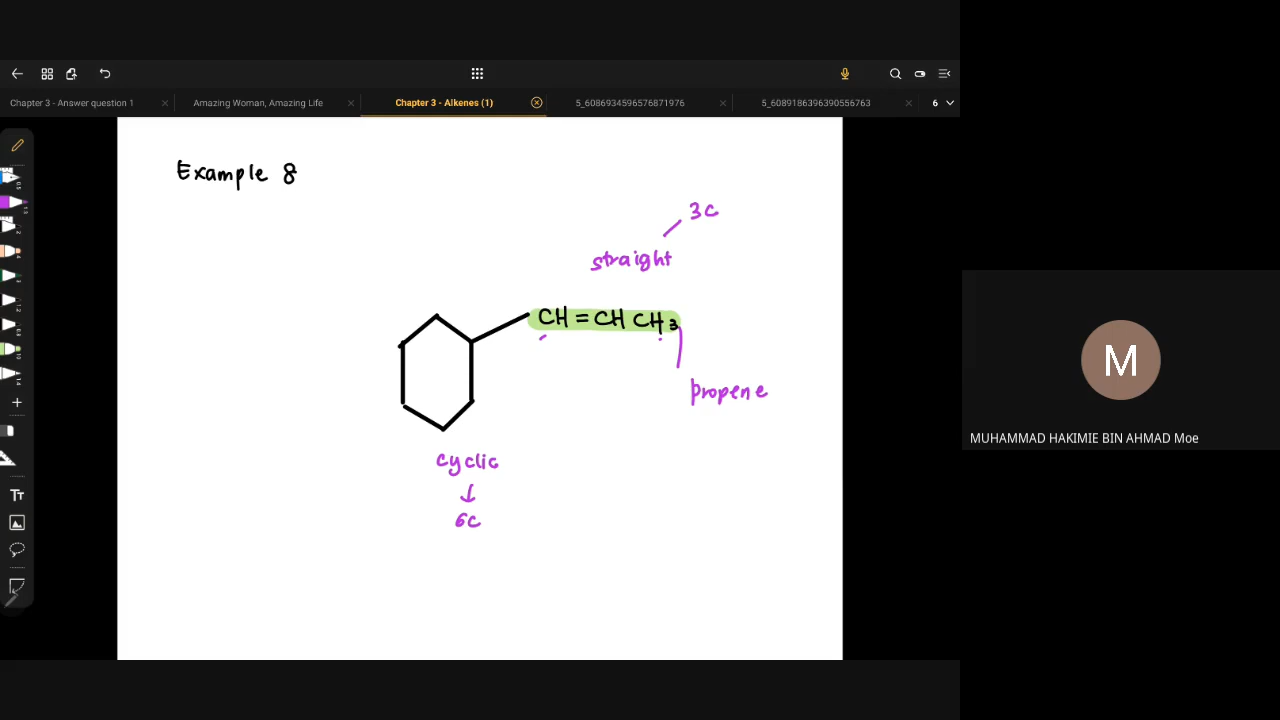 Chapter 3 - Answer question 1
Amazing Woman, Amazing Life
Chapter 3 - Alkenes (1)
5_6086934596576871976
5_6089186396390556763
6
Example 8
3C
straight
CH = CH CH3
propene
cyclic
↓
6C
Tт
M
MUHAMMAD HAKIMIE BIN AHMAD Moe